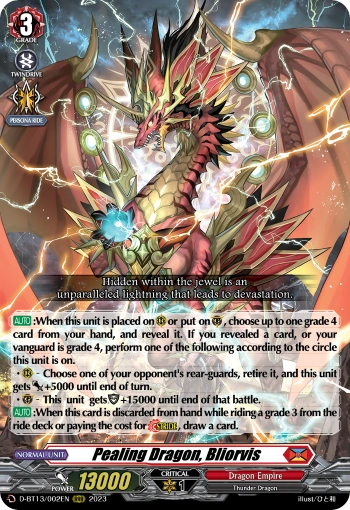 3
GRADE
TWINDRIVE
PERSONA RIDE
Hidden within the jewel is an
unparalleled lightning that leads to devastation.
AUTO:When this unit is placed on or put on , choose up to one grade 4
card from your hand, and reveal it. If you revealed a card, or your
vanguard is grade 4, perform one of the following according to the circle
this unit is on.
・ - Choose one of your opponent's rear-guards, retire it, and this unit
gets +5000 until end of turn.
・ - This unit gets +15000 until end of that battle.
AUTO:When this card is discarded from hand while riding a grade 3 from the
ride deck or paying the cost for RIDE, draw a card.
NORMAL UNIT Pealing Dragon, Bliorvis
POWER 13000 CRITICAL 1 Dragon Empire
Thunder Dragon
D-BT13/002EN RRR 2023 illust/ひと和